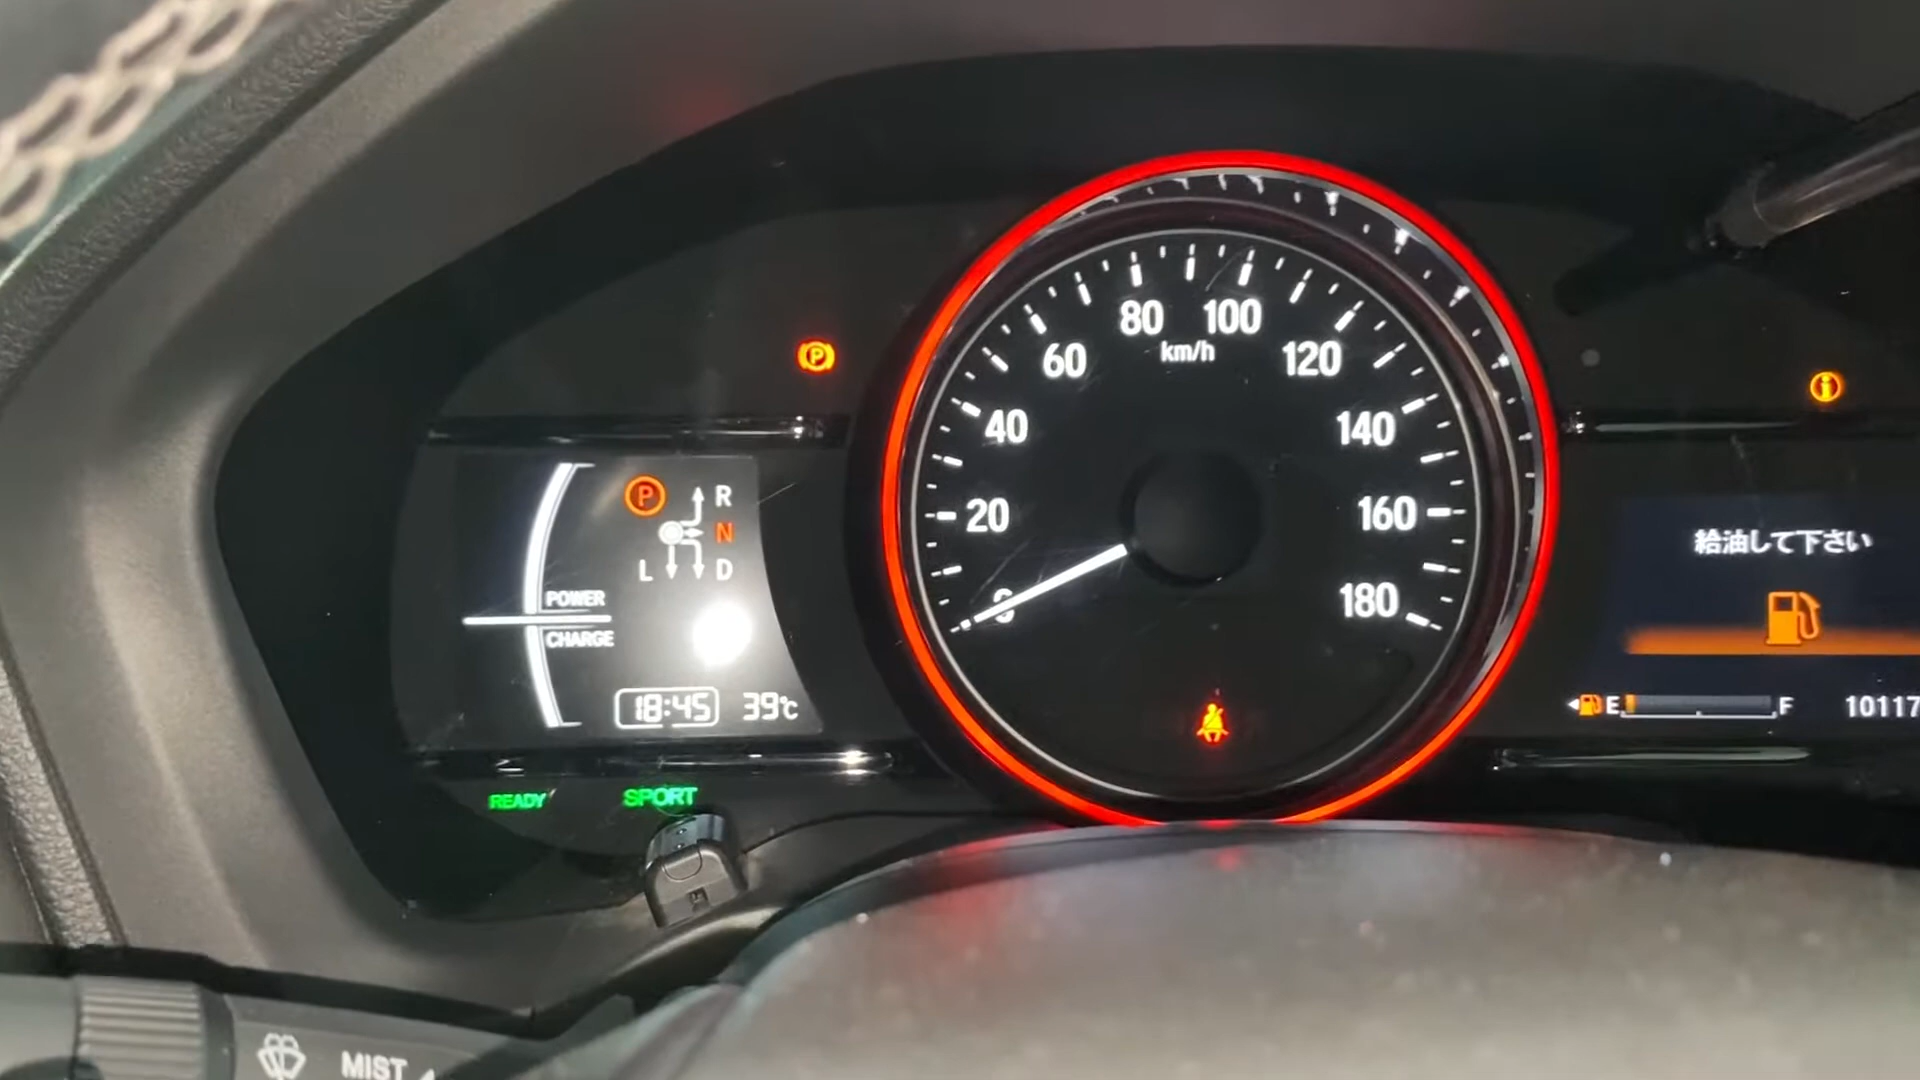 P
R
N
L D
POWER
CHARGE
18:45 39℃
READY SPORT
P
0
20
40
60
80
100
120
140
160
180
km/h
i
給油して下さい
E F
10117
MIST